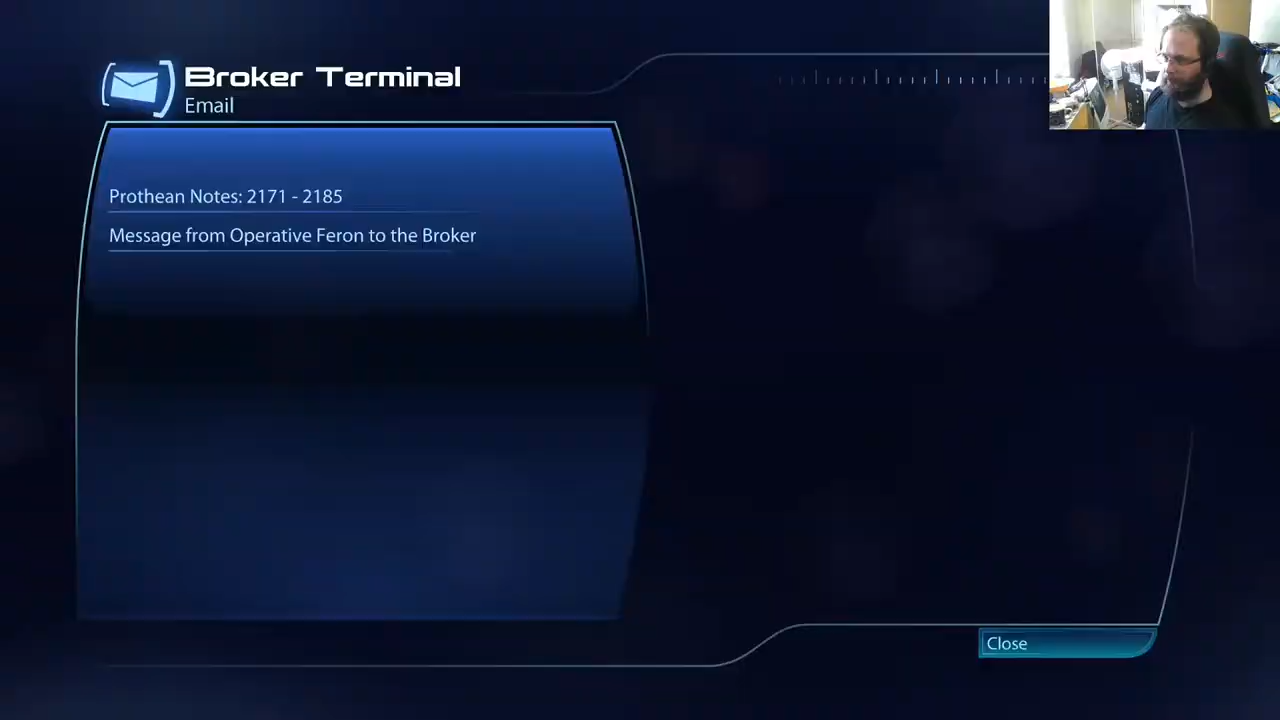 Broker Terminal
Email
Prothean Notes: 2171 - 2185
Message from Operative Feron to the Broker
Close